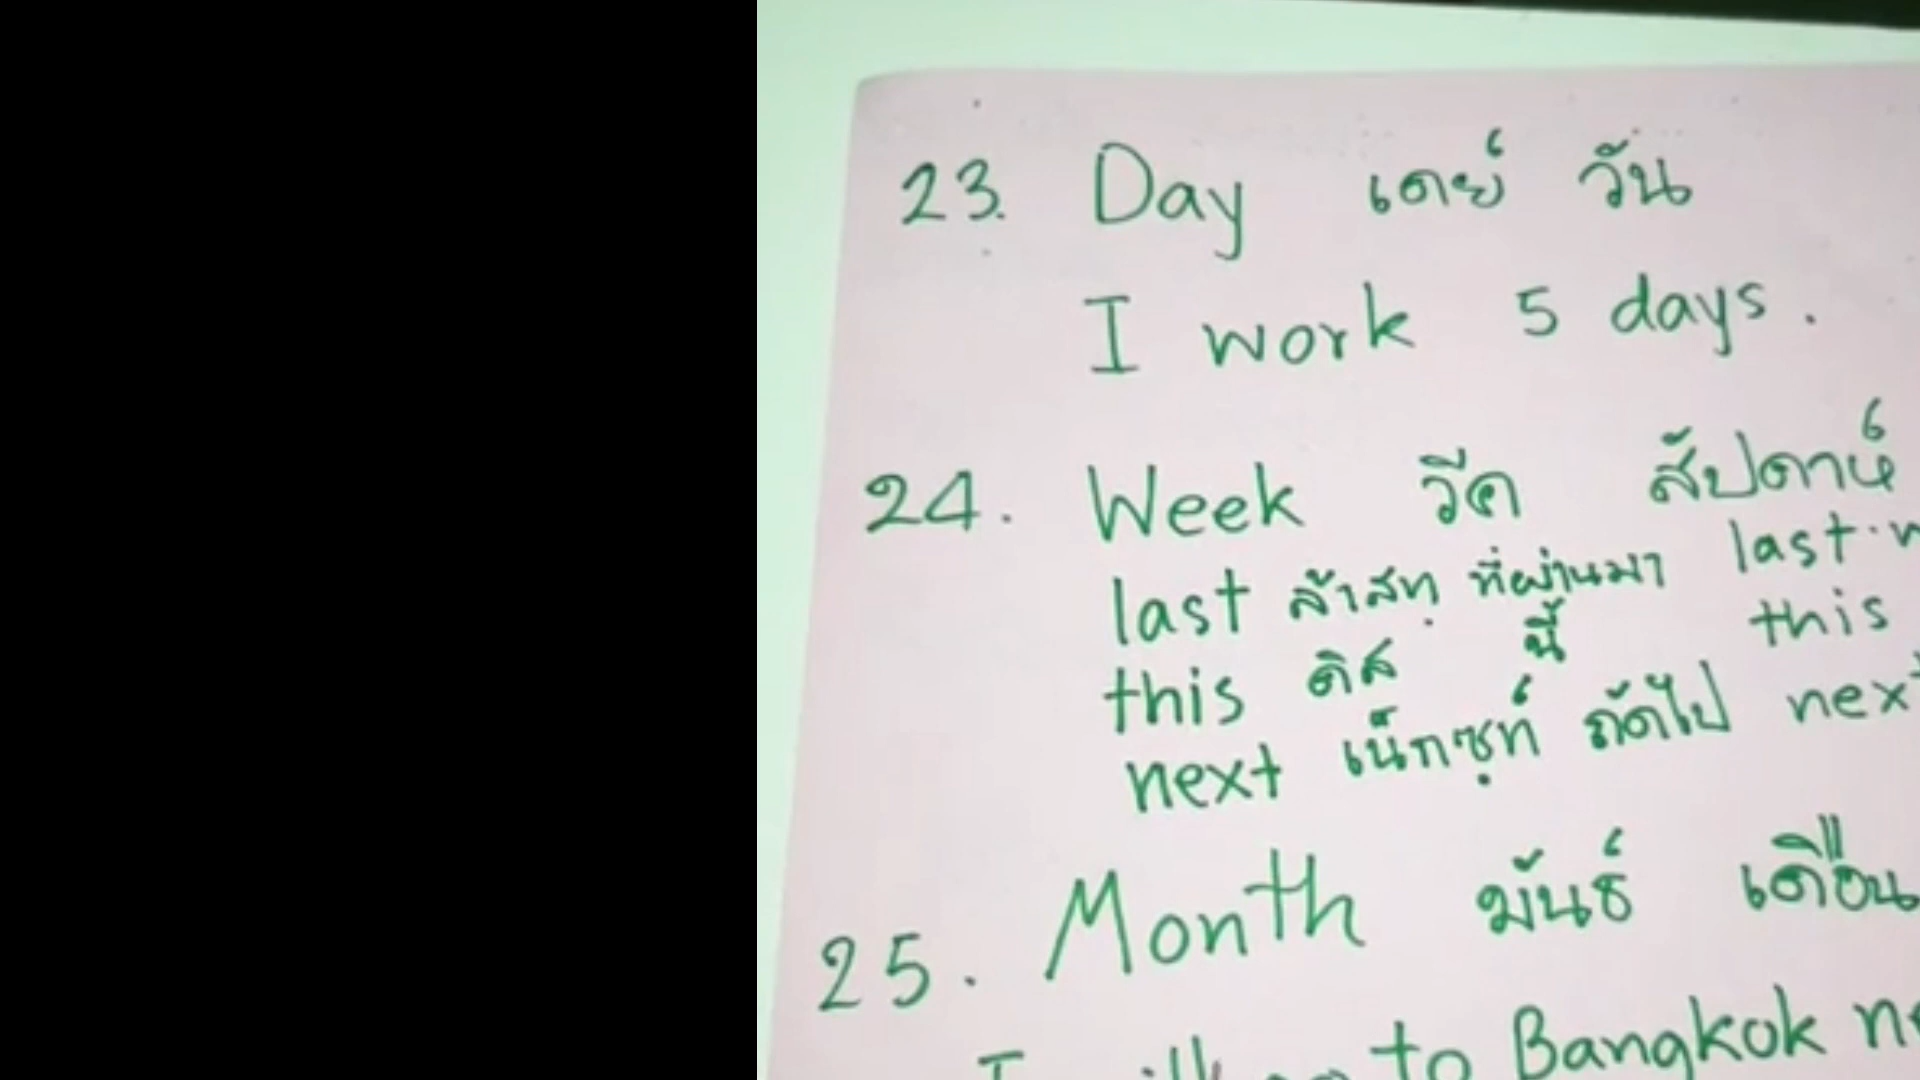 23. Day เดย์ วัน
I work 5 days.
24. Week วีค สัปดาห์
last ล้าสทฺ ที่ผ่านมา last
this ดิส นี้ this
next เน็กซฺท์ ถัดไป next
25. Month มันธ์ เดือน
to Bangkok